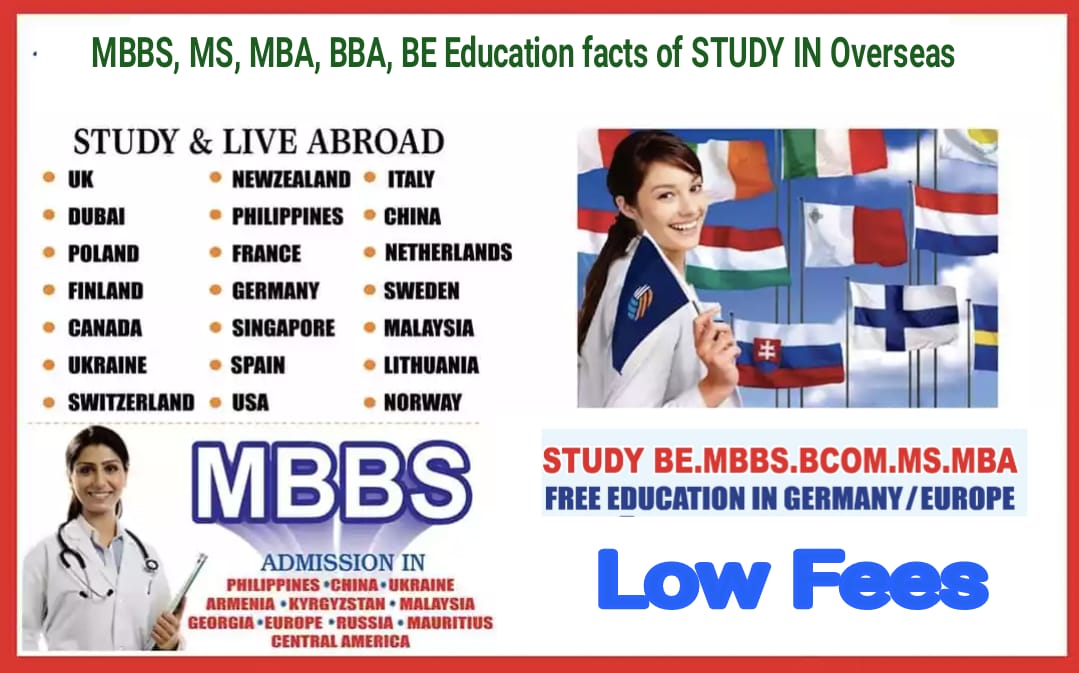 MBBS, MS, MBA, BBA, BE Education facts of STUDY IN Overseas
STUDY & LIVE ABROAD
UK
DUBAI
POLAND
FINLAND
CANADA
UKRAINE
SWITZERLAND
NEWZEALAND
PHILIPPINES
FRANCE
GERMANY
SINGAPORE
SPAIN
USA
ITALY
CHINA
NETHERLANDS
SWEDEN
MALAYSIA
LITHUANIA
NORWAY
MBBS
ADMISSION IN
PHILIPPINES • CHINA • UKRAINE
ARMENIA • KYRGYZSTAN • MALAYSIA
GEORGIA • EUROPE • RUSSIA • MAURITIUS
CENTRAL AMERICA
STUDY BE.MBBS.BCOM.MS.MBA
FREE EDUCATION IN GERMANY/EUROPE
Low Fees